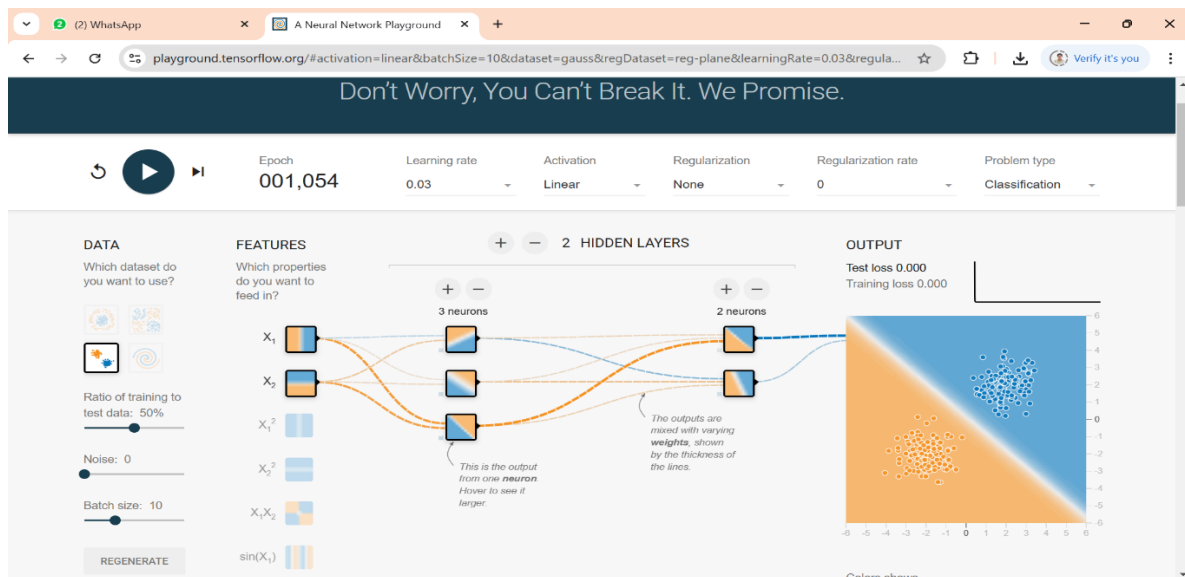 (2) WhatsApp
A Neural Network Playground
playground.tensorflow.org/#activation=linear&batchSize=10&dataset=gauss&regDataset=reg-plane&learningRate=0.03&regula...
Verify it's you
Don't Worry, You Can't Break It. We Promise.
Epoch
001,054
Learning rate
0.03
Activation
Linear
Regularization
None
Regularization rate
0
Problem type
Classification
DATA
Which dataset do
you want to use?
Ratio of training to
test data: 50%
Noise: 0
Batch size: 10
REGENERATE
FEATURES
Which properties
do you want to
feed in?
X₁
X₂
X₁²
X₂²
X₁X₂
sin(X₁)
2 HIDDEN LAYERS
3 neurons
2 neurons
This is the output
from one neuron.
Hover to see it
larger.
The outputs are
mixed with varying
weights, shown
by the thickness of
the lines.
OUTPUT
Test loss 0.000
Training loss 0.000
6
5
4
3
2
1
0
-1
-2
-3
-4
-5
-6
-6 -5 -4 -3 -2 -1 0 1 2 3 4 5 6
Colors shows